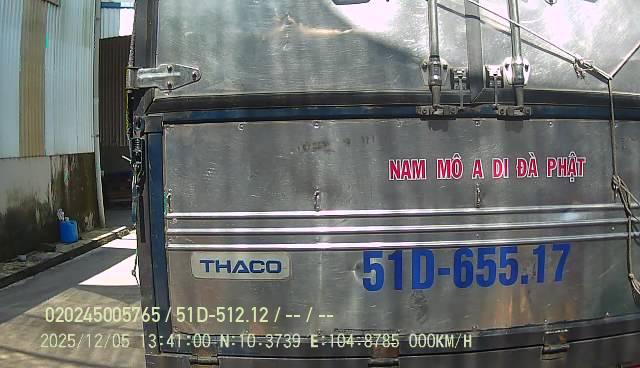 NAM MÔ A DI ĐÀ PHẬT
THACO
51D-655.17
020245005765 / 51D-512.12 / -- / --
2025/12/05 13:41:00 N:10.3739 E:104.8785 000KM/H